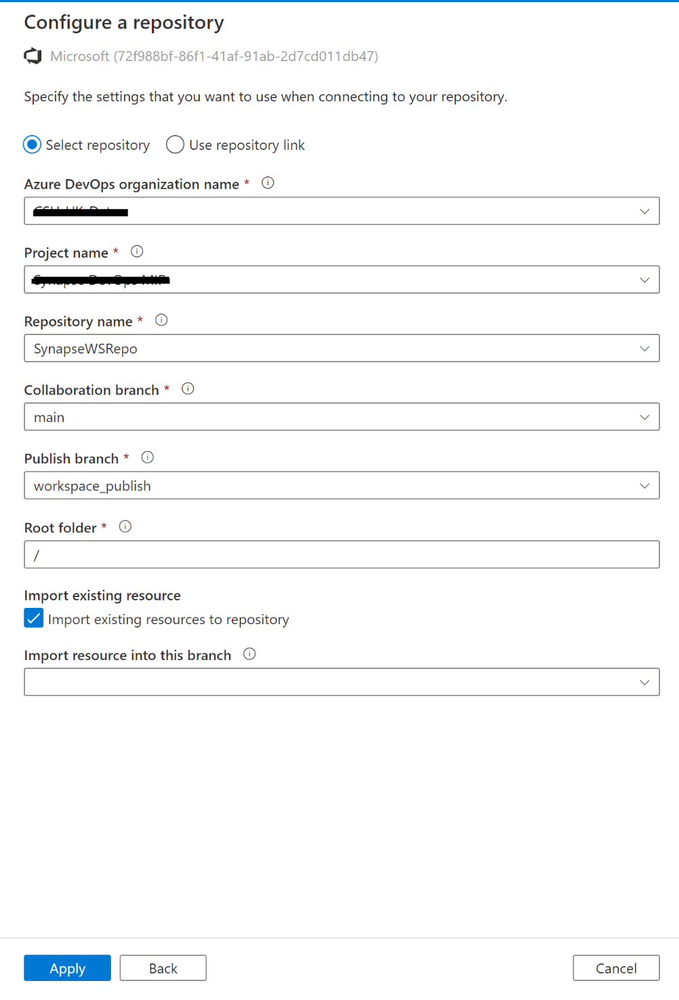 Configure a repository
Microsoft (72f988bf-86f1-41af-91ab-2d7cd011db47)
Specify the settings that you want to use when connecting to your repository.
Select repository Use repository link
Azure DevOps organization name *
Project name *
Repository name *
SynapseWSRepo
Collaboration branch *
main
Publish branch *
workspace_publish
Root folder *
/
Import existing resource
Import existing resources to repository
Import resource into this branch
Apply Back Cancel